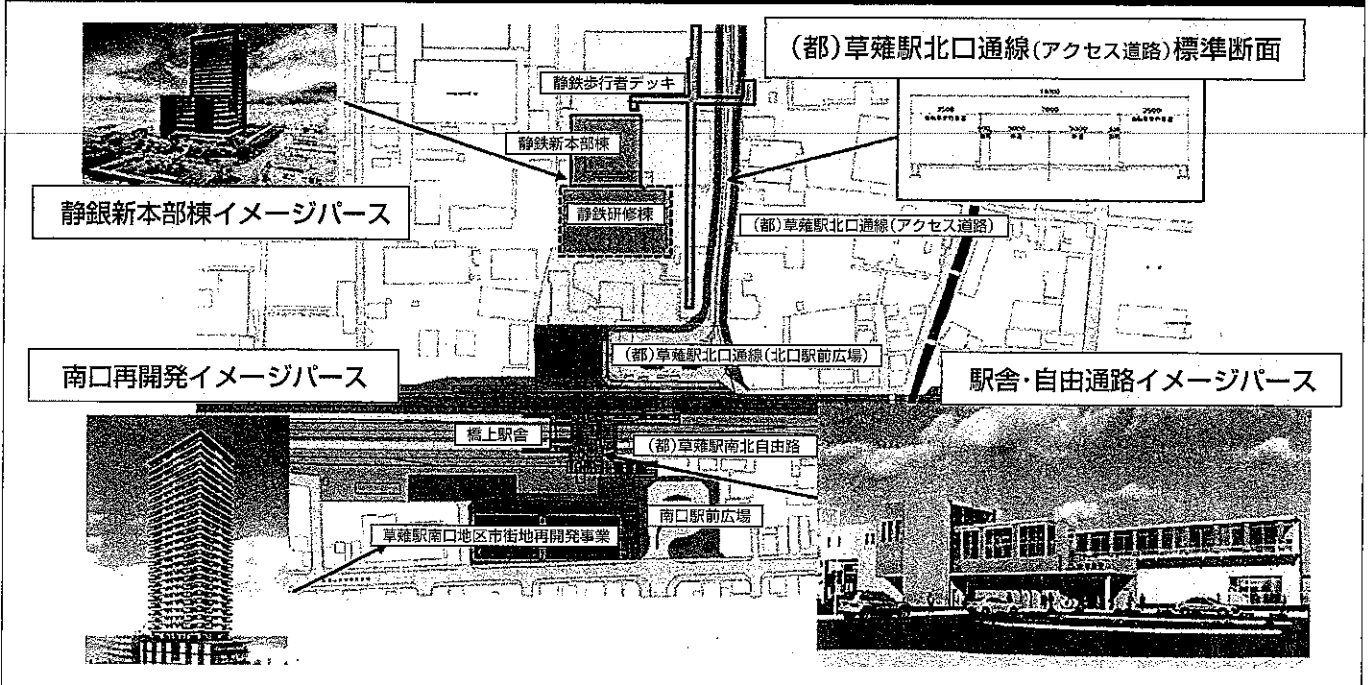 (都)草薙駅北口通線(アクセス道路)標準断面
静鉄歩行者デッキ
静鉄新本部棟
静銀新本部棟イメージパース
静鉄研修棟
(都)草薙駅北口通線(アクセス道路)
(都)草薙駅北口通線(北口駅前広場)
南口再開発イメージパース
駅舎・自由通路イメージパース
橋上駅舎
(都)草薙駅南北自由路
南口駅前広場
草薙駅南口地区市街地再開発事業